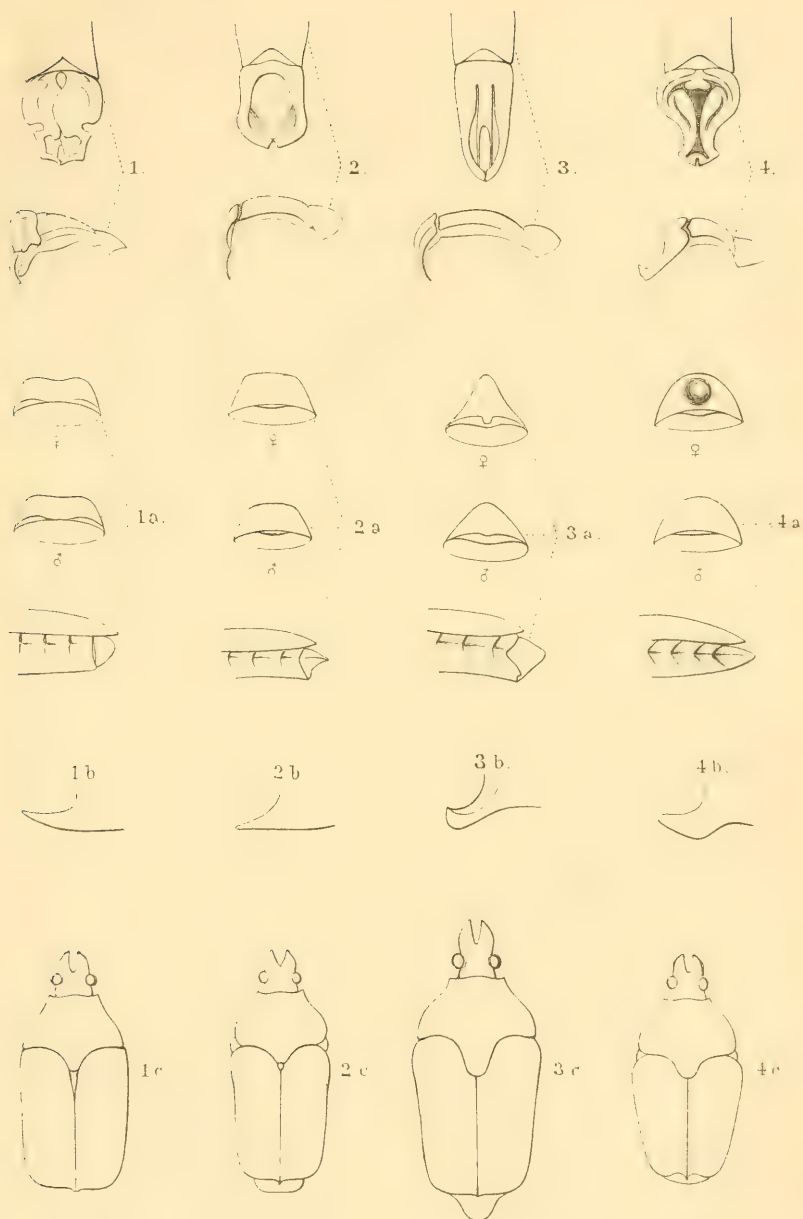 1. 2. 3. 4.
♀ ♀ ♀ ♀
1a. 2a 3a. 4a
♂ ♂ ♂ ♂
1b 2b 3b. 4b.
1c 2c 3c 4c